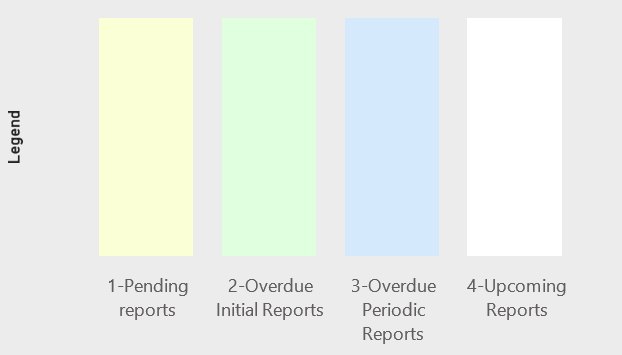 Legend
1-Pending
reports
2-Overdue
Initial Reports
3-Overdue
Periodic
Reports
4-Upcoming
Reports